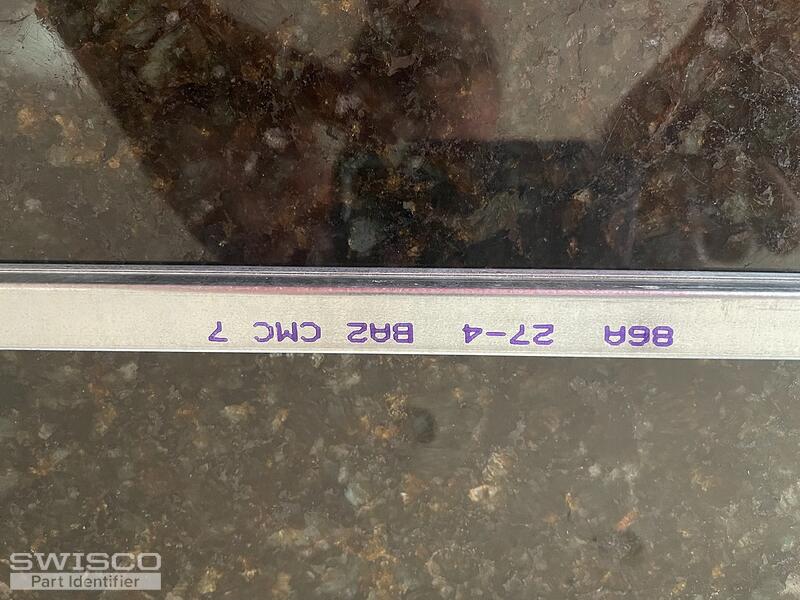 86A 27-4 BA2 CMC 7
SWISCO
Part Identifier